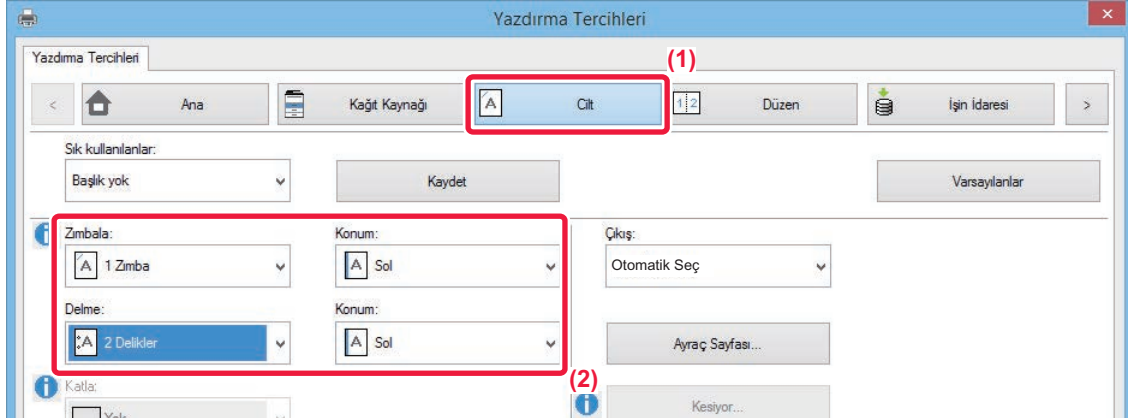 Yazdırma Tercihleri
Yazdırma Tercihleri
(1)
< Ana Kağıt Kaynağı Cilt Düzen İşin İdaresi >
Sık kullanılanlar:
Başlık yok Kaydet Varsayılanlar
Zımbala: Konum: Çıkış:
1 Zımba Sol Otomatik Seç
Delme: Konum:
2 Delikler Sol Ayraç Sayfası...
(2)
Katla:
Yok Kesiyor...